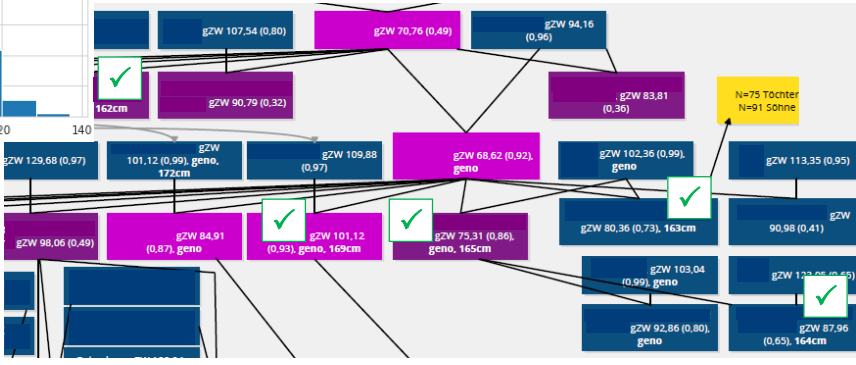 gZW 107,54 (0,80)
gZW 70,76 (0,49)
gZW 94,16
(0,96)
162cm
gZW 90,79 (0,32)
, gZW 83,81
(0,36)
N=75 Töchter
N=91 Söhne
20
140
gZW 129,68 (0,97)
gZW
101,12 (0,99), geno,
172cm
gZW 109,88
(0,97)
gZW 68,62 (0,92),
geno
gZW 102,36 (0,99),
geno
gZW 113,35 (0,95)
gZW 98,06 (0,49)
gZW 84,91
(0,87), geno
gZW 101,12
(0,93), geno, 169cm
gZW 75,31 (0,86),
geno, 165cm
gZW 80,36 (0,73), 163cm
gZW
90,98 (0,41)
gZW 103,04
(0,99), geno
gZW
gZW 92,86 (0,80),
geno
gZW 87,96
(0,65), 164cm